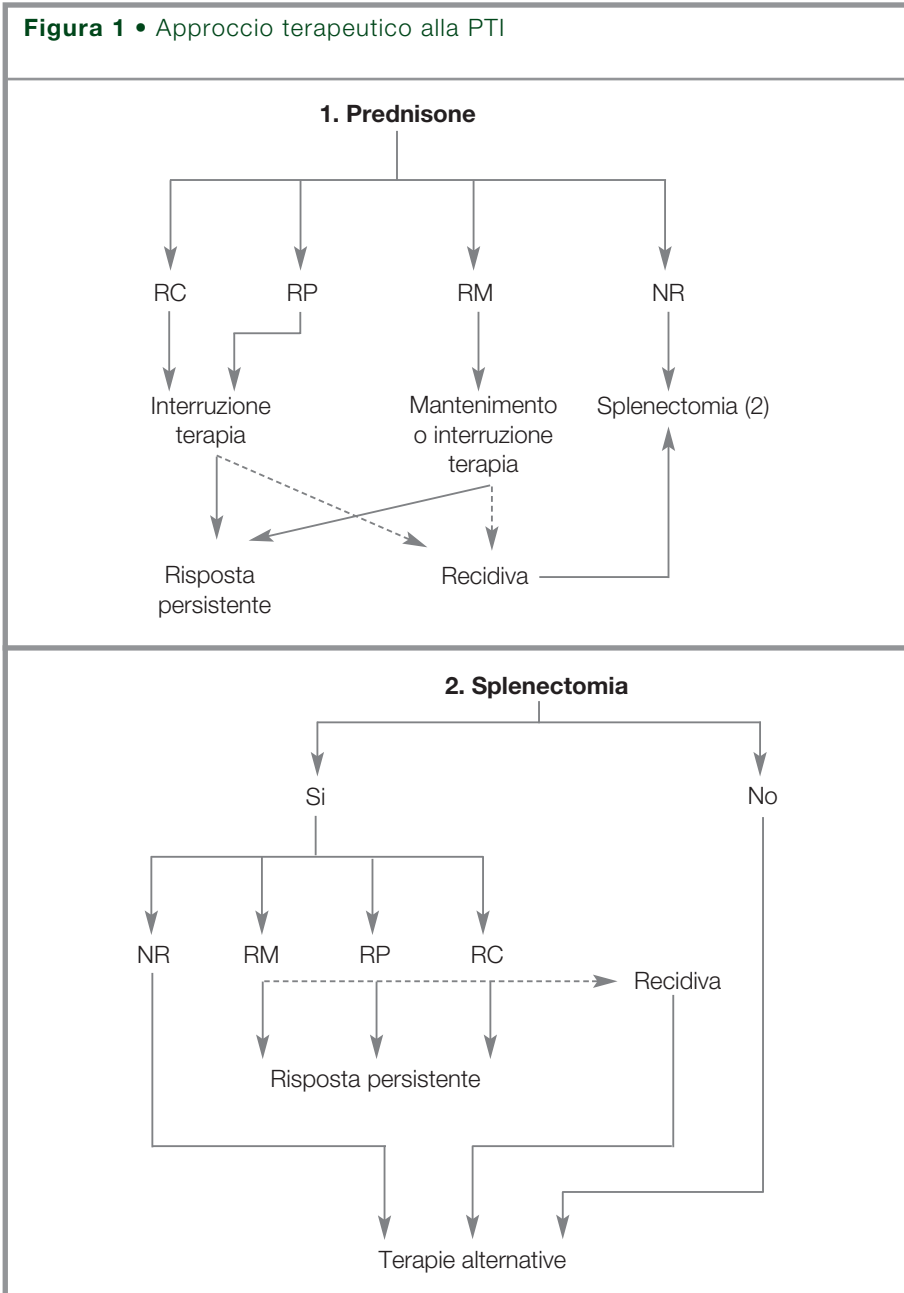 Figura 1 • Approccio terapeutico alla PTI
1. Prednisone
RC RP RM NR
Interruzione
terapia
Mantenimento
o interruzione
terapia
Splenectomia (2)
Risposta
persistente
Recidiva
2. Splenectomia
Si No
NR RM RP RC
Recidiva
Risposta persistente
Terapie alternative